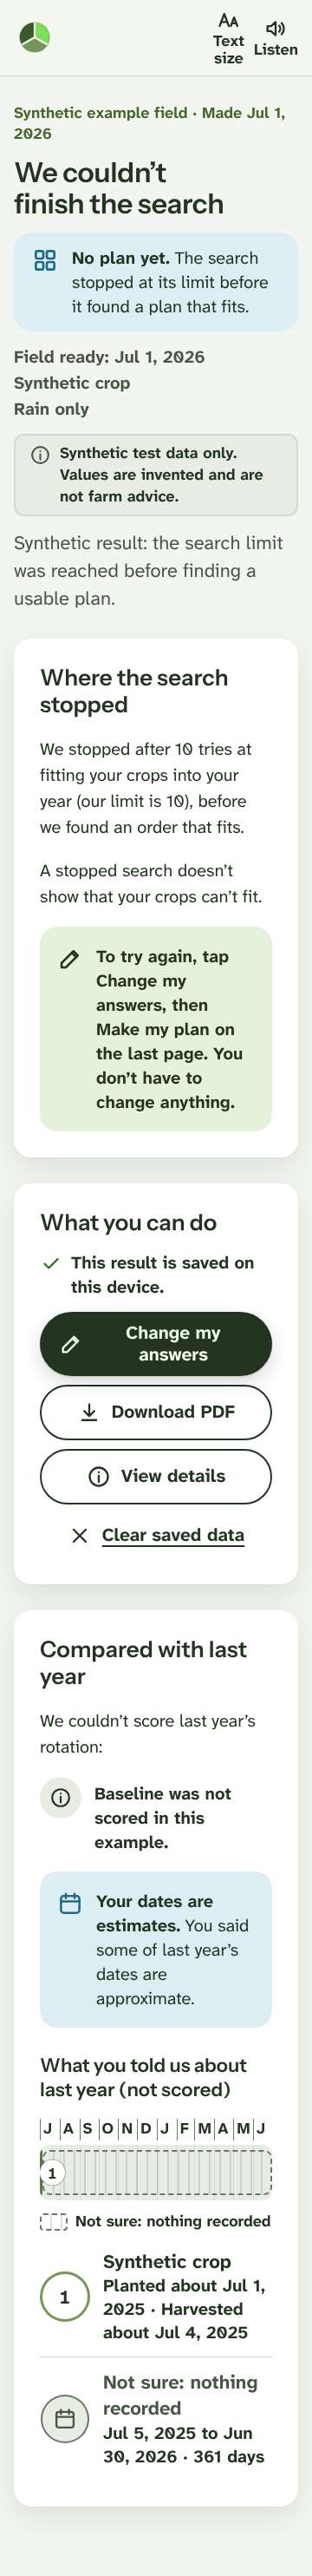 Text
size
Listen
Synthetic example field · Made Jul 1,
2026
We couldn’t
finish the search
No plan yet. The search
stopped at its limit before
it found a plan that fits.
Field ready: Jul 1, 2026
Synthetic crop
Rain only
Synthetic test data only.
Values are invented and are
not farm advice.
Synthetic result: the search limit
was reached before finding a
usable plan.
Where the search
stopped
We stopped after 10 tries at
fitting your crops into your
year (our limit is 10), before
we found an order that fits.
A stopped search doesn’t
show that your crops can’t fit.
To try again, tap
Change my
answers, then
Make my plan on
the last page. You
don’t have to
change anything.
What you can do
This result is saved on
this device.
Change my
answers
Download PDF
View details
Clear saved data
Compared with last
year
We couldn’t score last year’s
rotation:
Baseline was not
scored in this
example.
Your dates are
estimates. You said
some of last year’s
dates are
approximate.
What you told us about
last year (not scored)
J A S O N D J F M A M J
1
Not sure: nothing recorded
1
Synthetic crop
Planted about Jul 1,
2025 · Harvested
about Jul 4, 2025
Not sure: nothing
recorded
Jul 5, 2025 to Jun
30, 2026 · 361 days